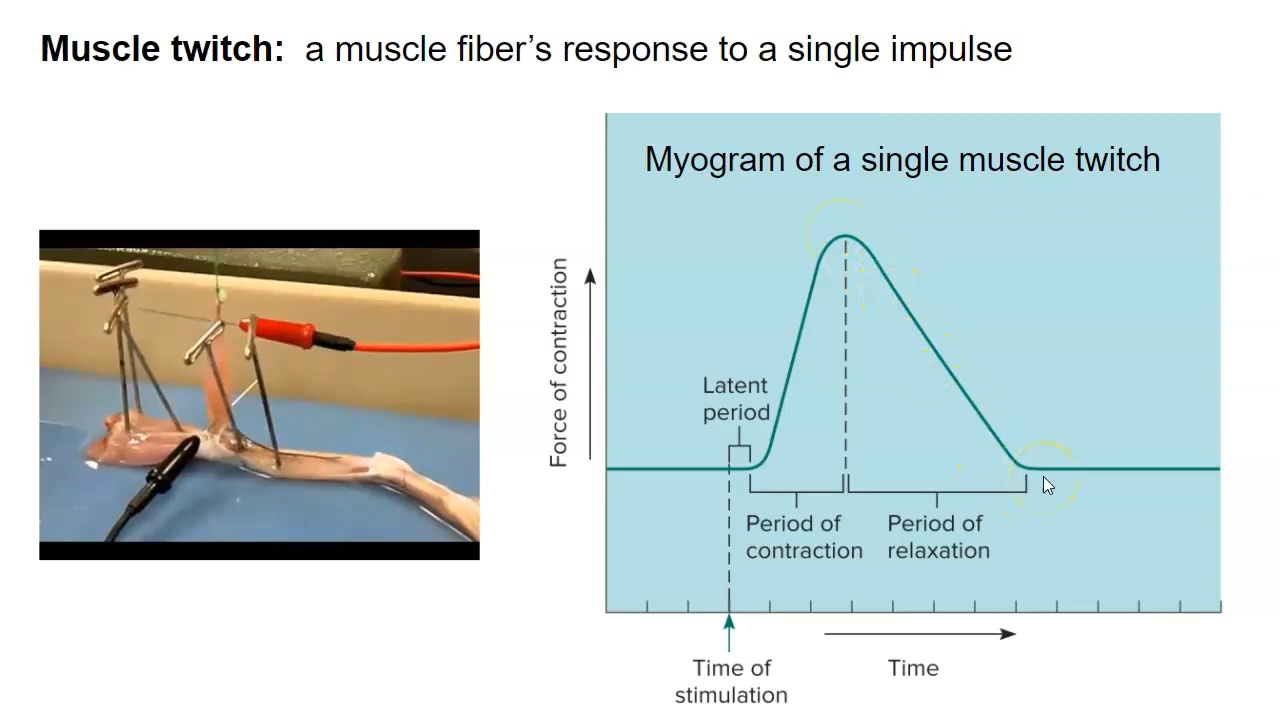 Muscle twitch: a muscle fiber’s response to a single impulse
Myogram of a single muscle twitch
Force of contraction
Latent
period
Period of
contraction
Period of
relaxation
Time of
stimulation
Time